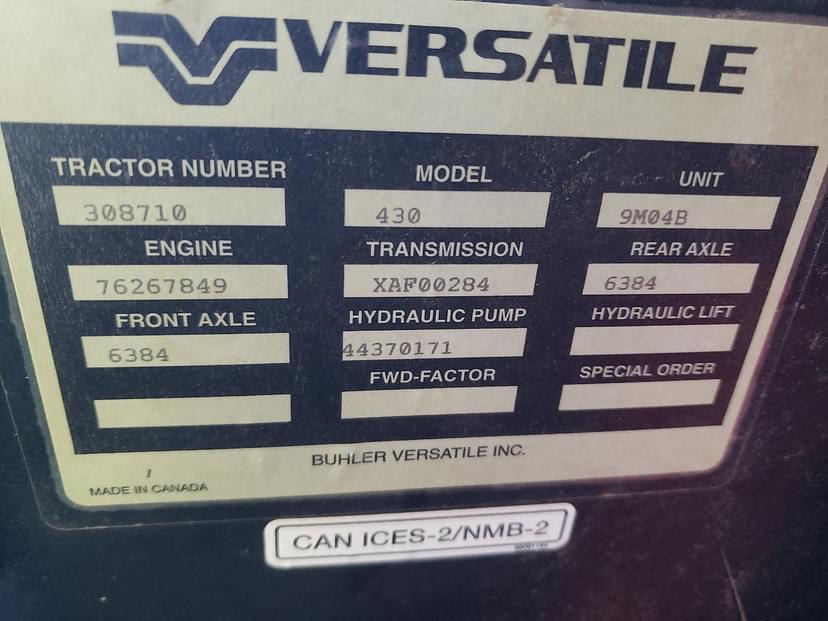 VERSATILE
TRACTOR NUMBER MODEL UNIT
308710 430 9M04B
ENGINE TRANSMISSION REAR AXLE
76267849 XAF00284 6384
FRONT AXLE HYDRAULIC PUMP HYDRAULIC LIFT
6384 44370171
FWD-FACTOR SPECIAL ORDER
BUHLER VERSATILE INC.
MADE IN CANADA
CAN ICES-2/NMB-2